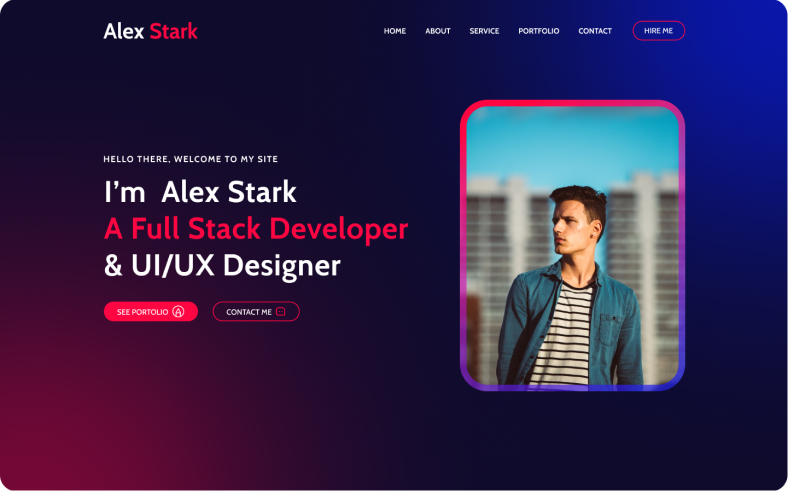 Alex Stark
HOME ABOUT SERVICE PORTFOLIO CONTACT HIRE ME
HELLO THERE, WELCOME TO MY SITE
I'm Alex Stark
A Full Stack Developer
& UI/UX Designer
SEE PORTOLIO CONTACT ME